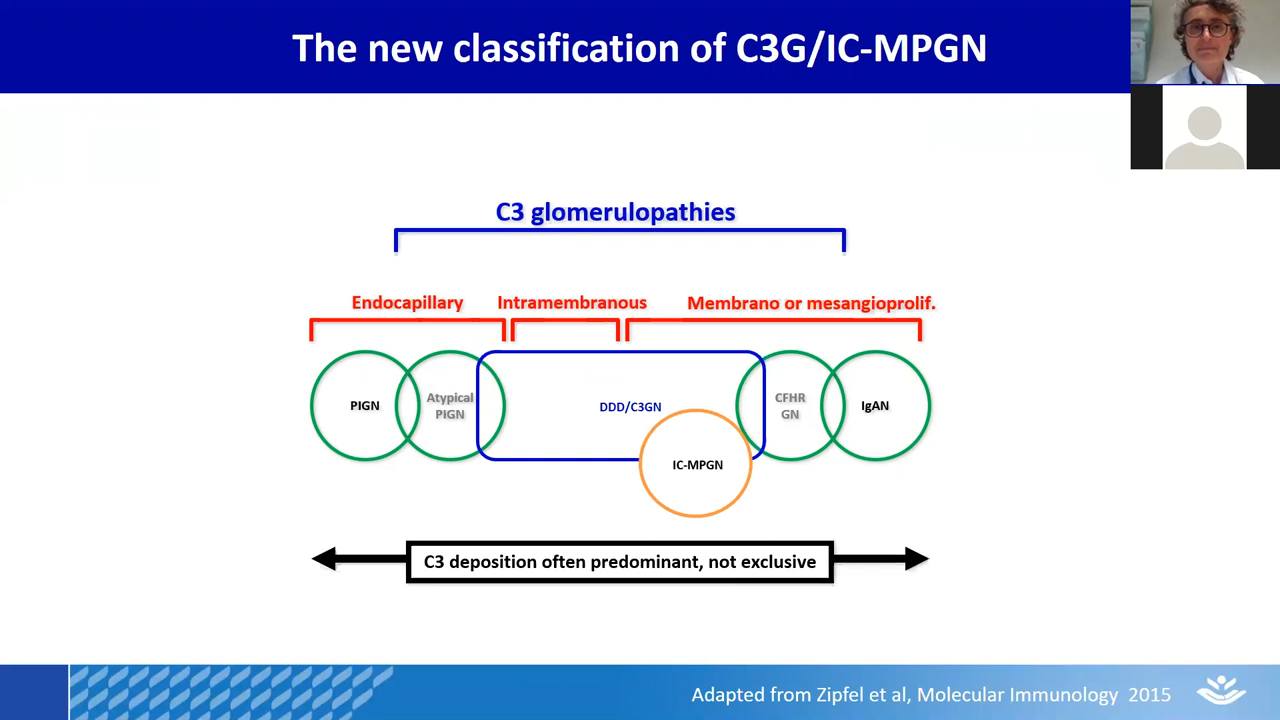 The new classification of C3G/IC-MPGN
C3 glomerulopathies
Endocapillary
Intramembranous
Membrano or mesangioprolif.
PIGN
Atypical
PIGN
DDD/C3GN
CFHR
GN
IgAN
IC-MPGN
C3 deposition often predominant, not exclusive
Adapted from Zipfel et al, Molecular Immunology 2015